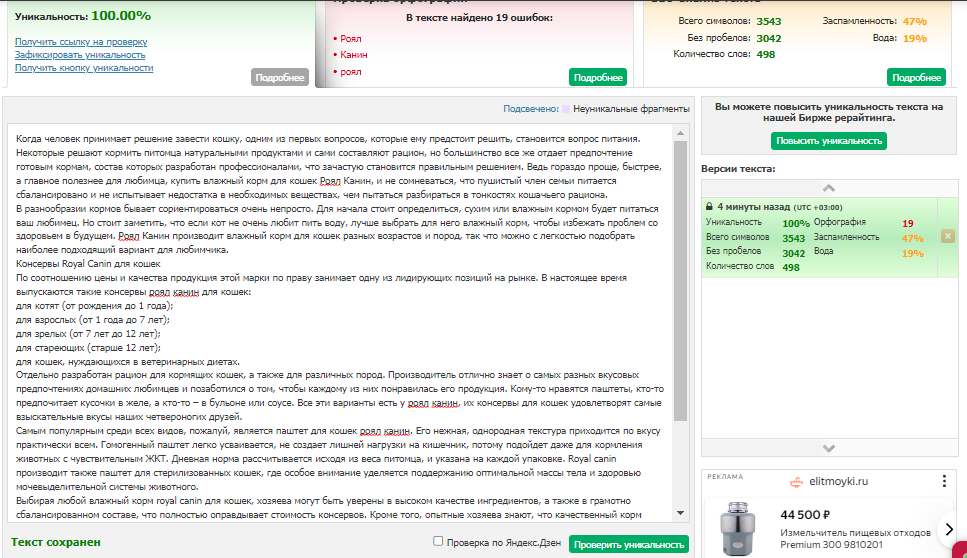 Уникальность: 100.00%
Получить ссылку на проверку
Зафиксировать уникальность
Получить кнопку уникальности
Подробнее
В тексте найдено 19 ошибок:
• Роял
• Канин
• роял
Подробнее
Всего символов: 3543
Без пробелов: 3042
Количество слов: 498
Заспамленность: 47%
Вода: 19%
Подробнее
Подсвечено: Неуникальные фрагменты
Когда человек принимает решение завести кошку, одним из первых вопросов, которые ему предстоит решить, становится вопрос питания.
Некоторые решают кормить питомца натуральными продуктами и сами составляют рацион, но большинство все же отдает предпочтение
готовым кормам, состав которых разработан профессионалами, что зачастую становится правильным решением. Ведь гораздо проще, быстрее,
а главное полезнее для любимца, купить влажный корм для кошек Роял Канин, и не сомневаться, что пушистый член семьи питается
сбалансировано и не испытывает недостатка в необходимых веществах, чем пытаться разбираться в тонкостях кошачьего рациона.
В разнообразии кормов бывает сориентироваться очень непросто. Для начала стоит определиться, сухим или влажным кормом будет питаться
ваш любимец. Но стоит заметить, что если кот не очень любит пить воду, лучше выбрать для него влажный корм, чтобы избежать проблем со
здоровьем в будущем. Роял Канин производит влажный корм для кошек разных возрастов и пород, так что можно с легкостью подобрать
наиболее подходящий вариант для любимчика.
Консервы Royal Canin для кошек
По соотношению цены и качества продукция этой марки по праву занимает одну из лидирующих позиций на рынке. В настоящее время
выпускаются такие консервы роял канин для кошек:
для котят (от рождения до 1 года);
для взрослых (от 1 года до 7 лет);
для зрелых (от 7 лет до 12 лет);
для стареющих (старше 12 лет);
для кошек, нуждающихся в ветеринарных диетах.
Отдельно разработан рацион для кормящих кошек, а также для различных пород. Производитель отлично знает о самых разных вкусовых
предпочтениях домашних любимцев и позаботился о том, чтобы каждому из них понравилась его продукция. Кому-то нравятся паштеты, кто-то
предпочитает кусочки в желе, а кто-то – в бульоне или соусе. Все эти варианты есть у роял канин, их консервы для кошек удовлетворят самые
взыскательные вкусы наших четвероногих друзей.
Самым популярным среди всех видов, пожалуй, является паштет для кошек роял канин. Его нежная, однородная текстура приходится по вкусу
практически всем. Гомогенный паштет легко усваивается, не создает лишней нагрузки на кишечник, потому подойдет даже для кормления
животных с чувствительным ЖКТ. Дневная норма рассчитывается исходя из веса питомца, и указана на каждой упаковке. Royal canin
производит также паштет для стерилизованных кошек, где особое внимание уделяется поддержанию оптимальной массы тела и здоровью
мочевыделительной системы животного.
Выбирая любой влажный корм royal canin для кошек, хозяева могут быть уверены в высоком качестве ингредиентов, а также в грамотно
сбалансированном составе, что полностью оправдывает стоимость консервов. Кроме того, опытные хозяева знают, что качественный корм
Текст сохранен
Проверка по Яндекс.Дзен
Проверить уникальность
Вы можете повысить уникальность текста на
нашей Бирже рерайтинга.
Повысить уникальность
Версии текста:
4 минуты назад (UTC +03:00)
Уникальность 100% Орфография 19
Всего символов 3543 Заспамленность 47%
Без пробелов 3042 Вода 19%
Количество слов 498
РЕКЛАМА
elitmoyki.ru
44 500 ₽
Измельчитель пищевых отходов
Premium 300 9810201